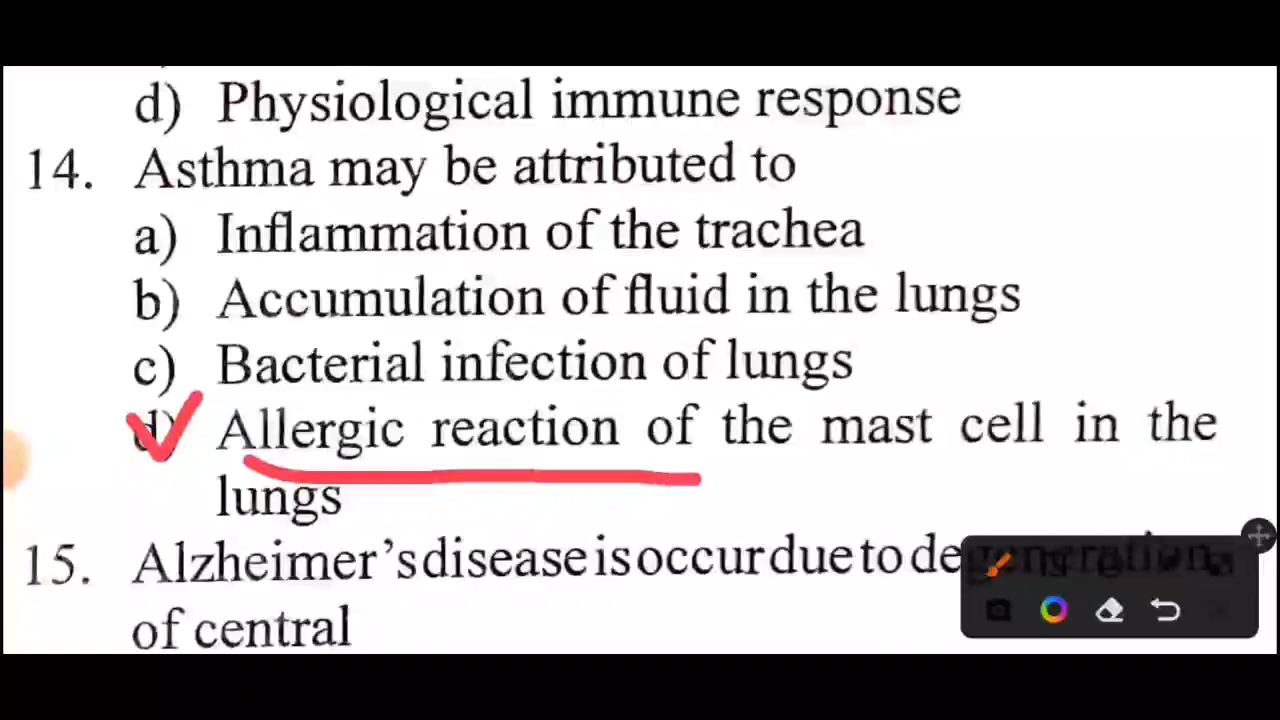 d) Physiological immune response
14. Asthma may be attributed to
a) Inflammation of the trachea
b) Accumulation of fluid in the lungs
c) Bacterial infection of lungs
d) Allergic reaction of the mast cell in the
lungs
15. Alzheimer’s disease is occur due to degeneration
of central